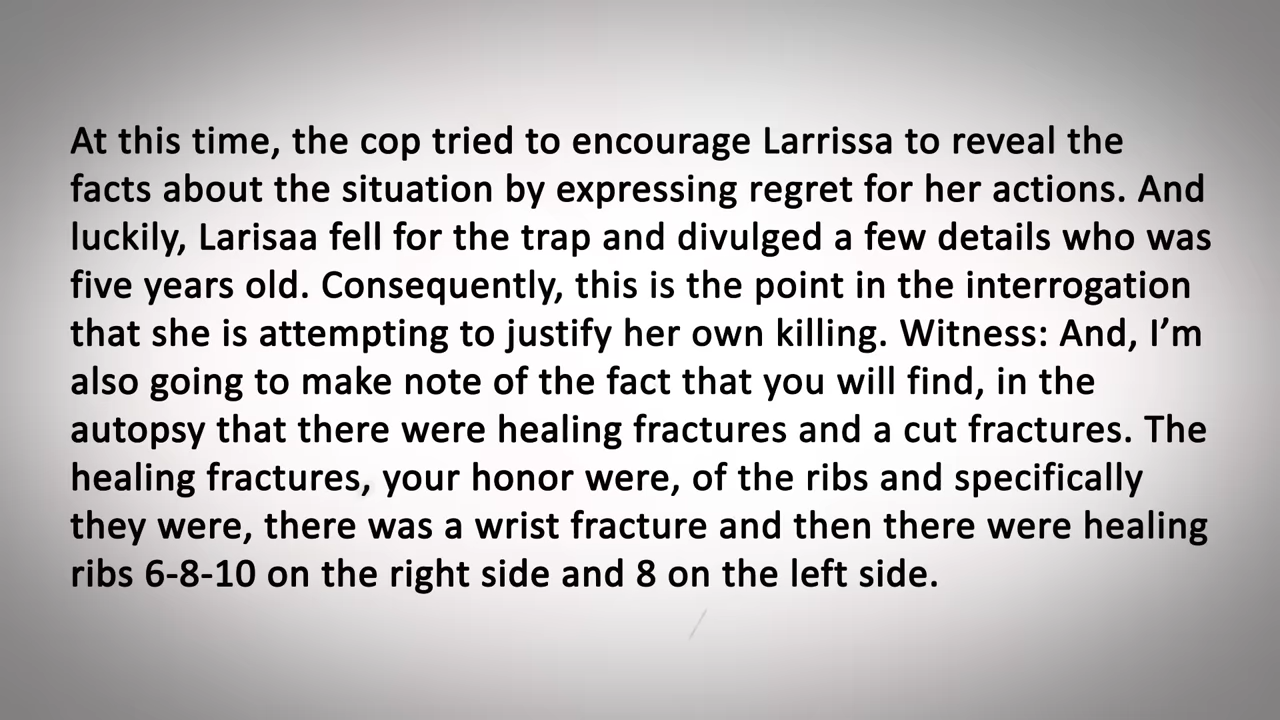 At this time, the cop tried to encourage Larrissa to reveal the
facts about the situation by expressing regret for her actions. And
luckily, Larisaa fell for the trap and divulged a few details who was
five years old. Consequently, this is the point in the interrogation
that she is attempting to justify her own killing. Witness: And, I’m
also going to make note of the fact that you will find, in the
autopsy that there were healing fractures and a cut fractures. The
healing fractures, your honor were, of the ribs and specifically
they were, there was a wrist fracture and then there were healing
ribs 6-8-10 on the right side and 8 on the left side.